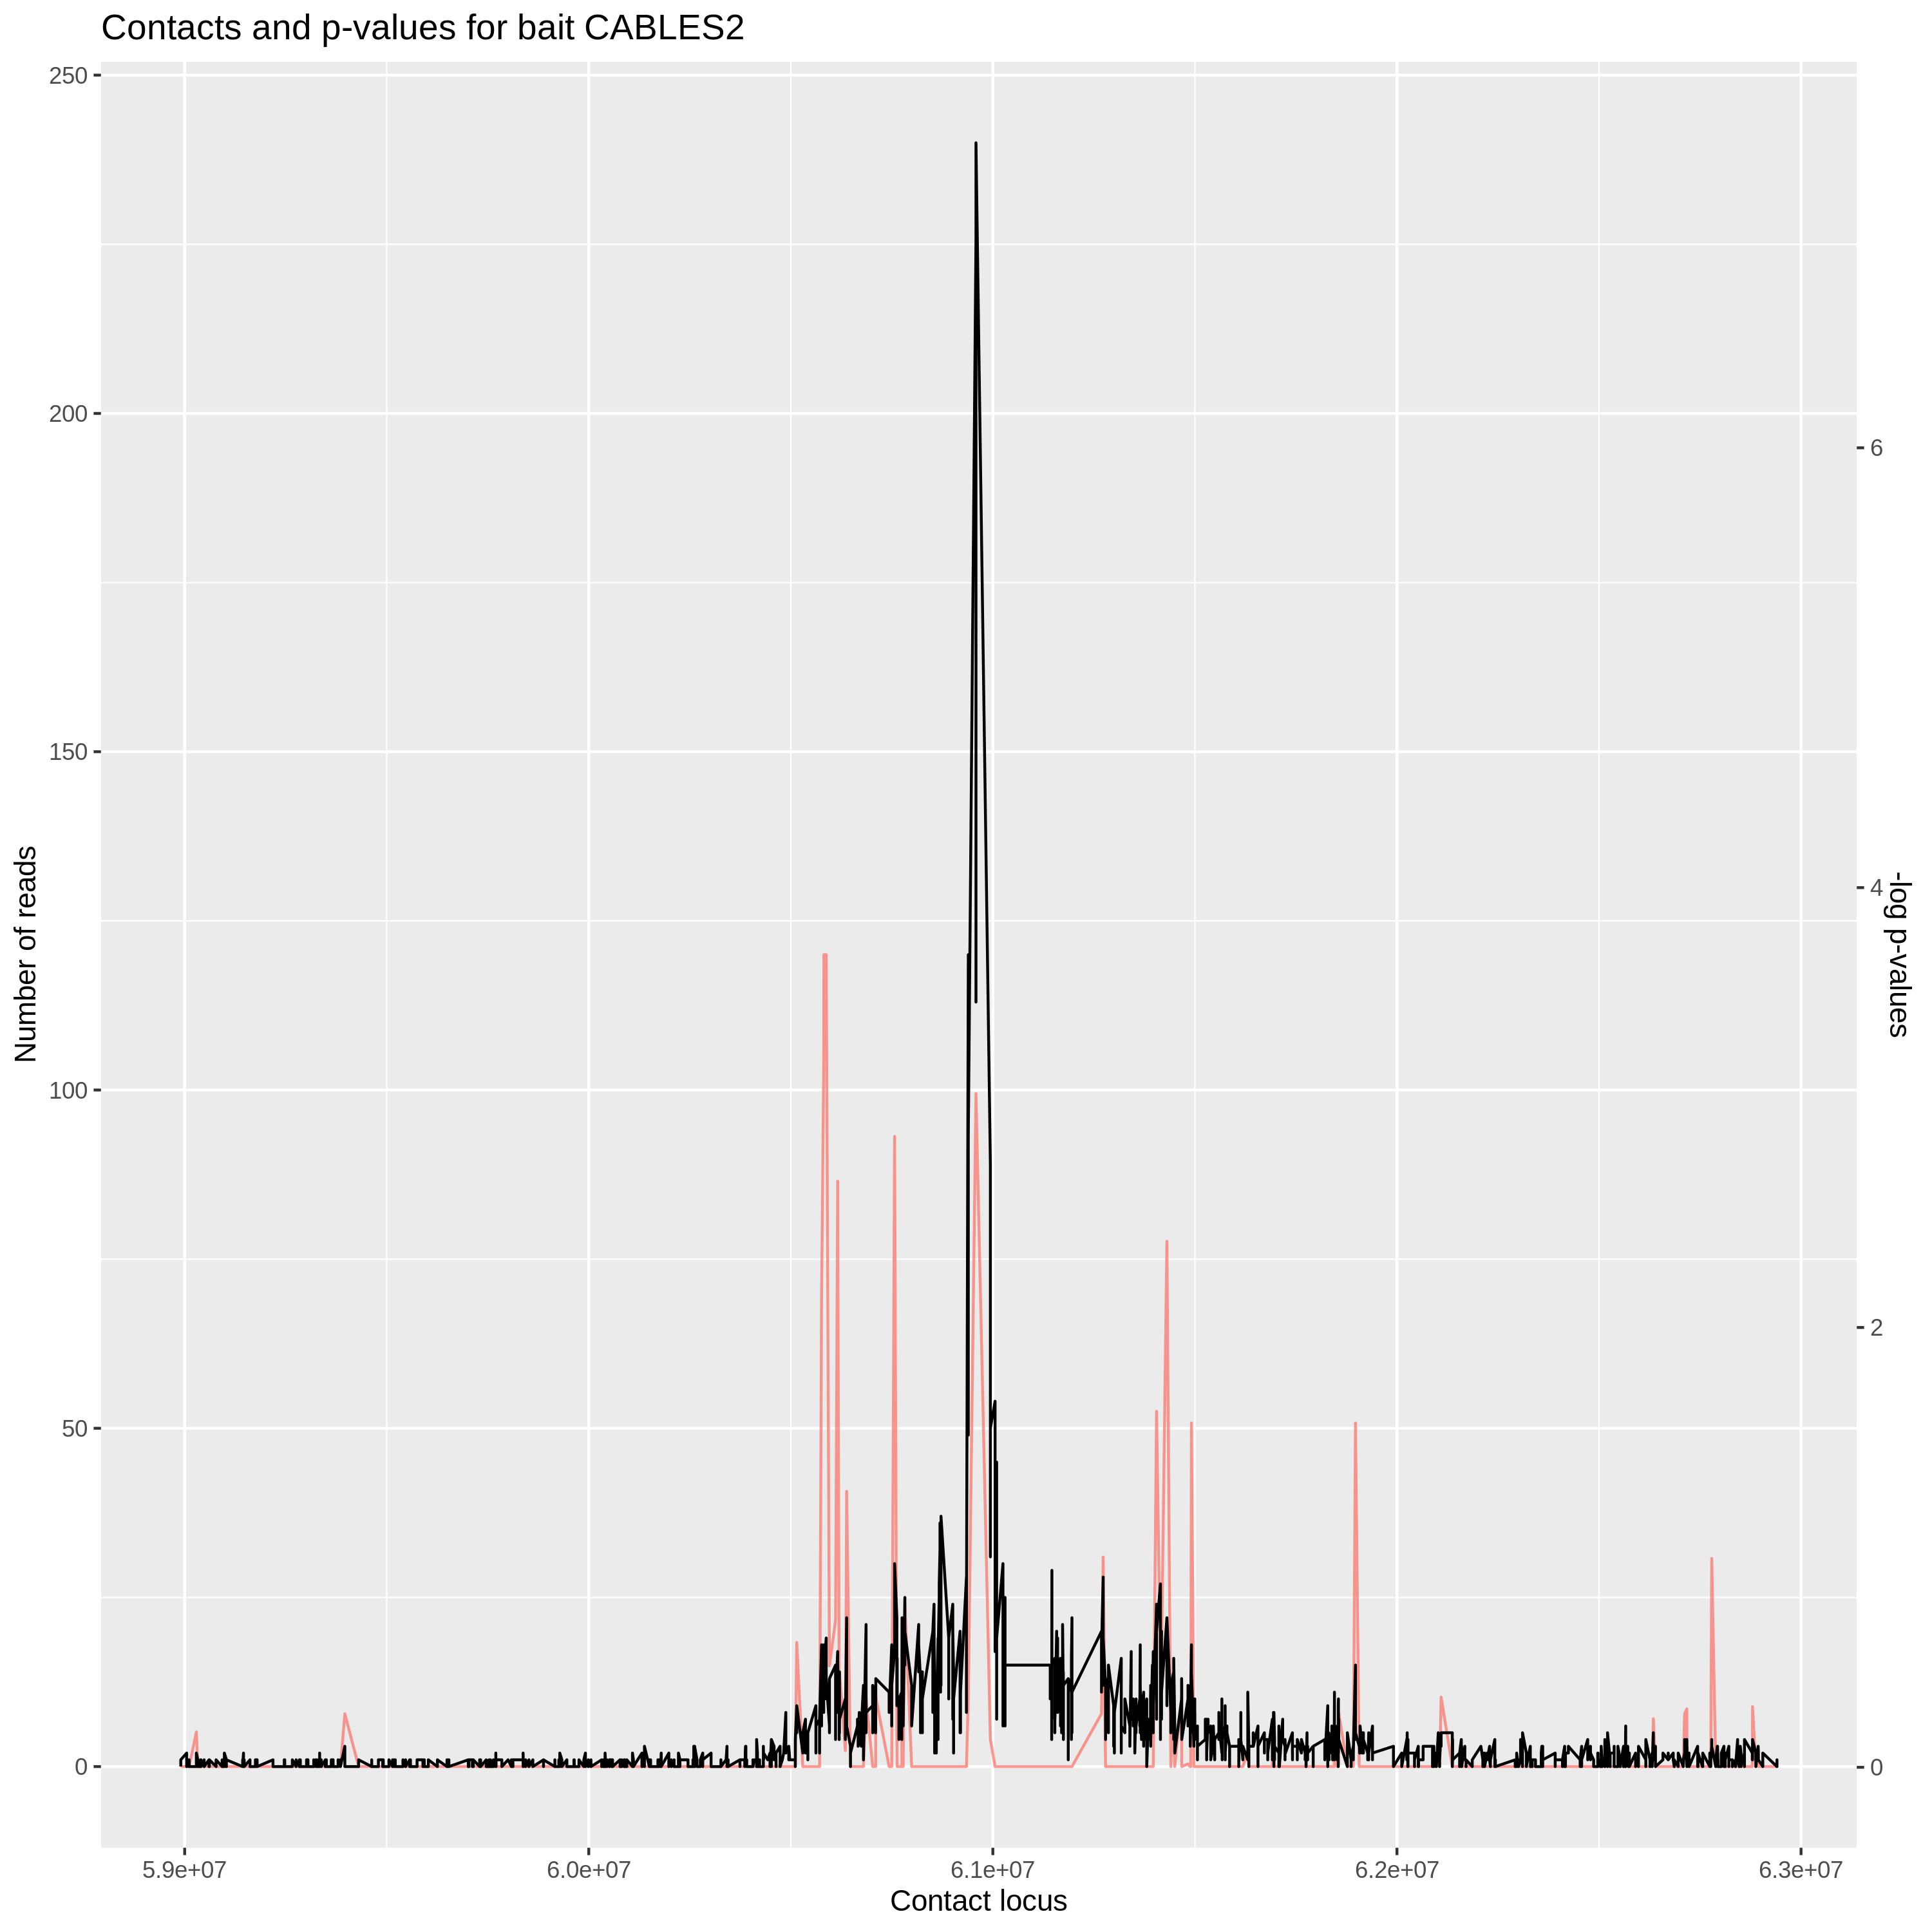 Contacts and p-values for bait CABLES2
250
200
150
100
50
0
Number of reads
6
4
2
0
-log p-values
5.9e+07
6.0e+07
6.1e+07
6.2e+07
6.3e+07
Contact locus